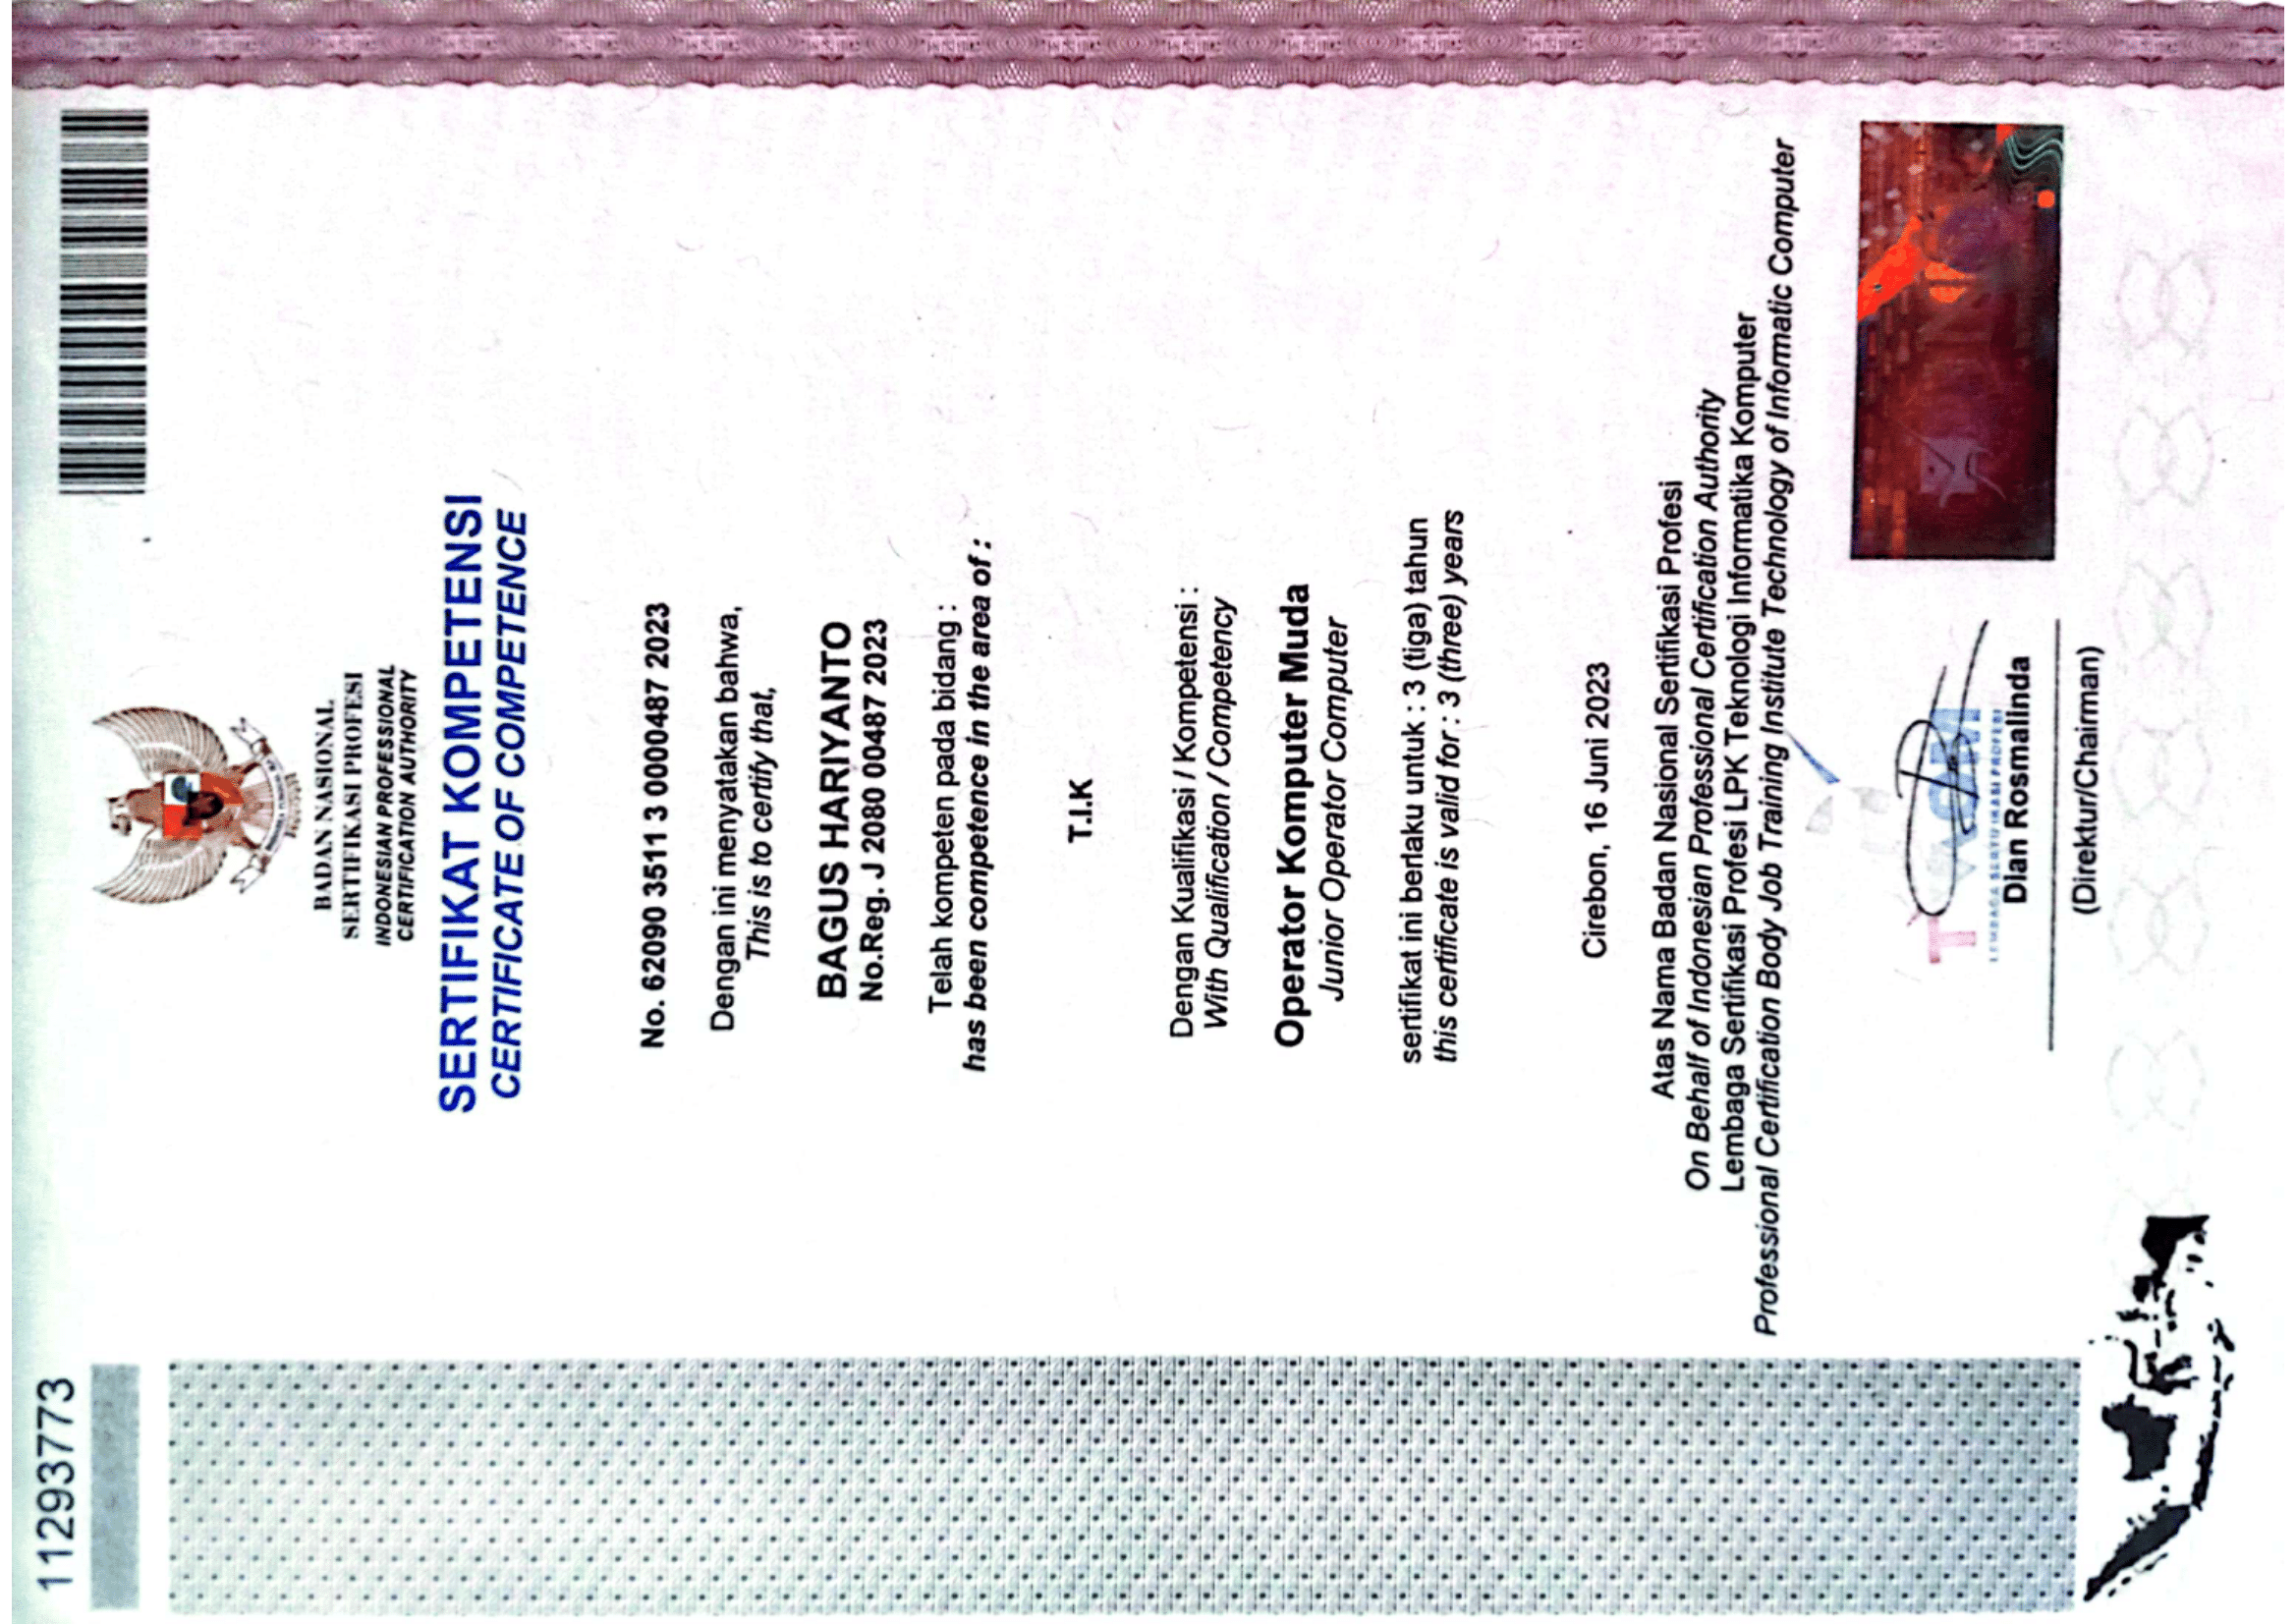 11293773
BADAN NASIONAL
SERTIFIKASI PROFESI
INDONESIAN PROFESSIONAL
CERTIFICATION AUTHORITY
SERTIFIKAT KOMPETENSI
CERTIFICATE OF COMPETENCE
No. 62090 3511 3 0000487 2023
Dengan ini menyatakan bahwa,
This is to certify that,
BAGUS HARIYANTO
No.Reg. J 2080 00487 2023
Telah kompeten pada bidang :
has been competence in the area of :
T.I.K
Dengan Kualifikasi / Kompetensi :
With Qualification / Competency
Operator Komputer Muda
Junior Operator Computer
sertifikat ini berlaku untuk : 3 (tiga) tahun
this certificate is valid for : 3 (three) years
Cirebon, 16 Juni 2023
Atas Nama Badan Nasional Sertifikasi Profesi
On Behalf of Indonesian Professional Certification Authority
Lembaga Sertifikasi Profesi LPK Teknologi Informatika Komputer
Professional Certification Body Job Training Institute Technology of Informatic Computer
LEMBAGA SERTIFIKASI PROFESI
Dian Rosmalinda
(Direktur/Chairman)